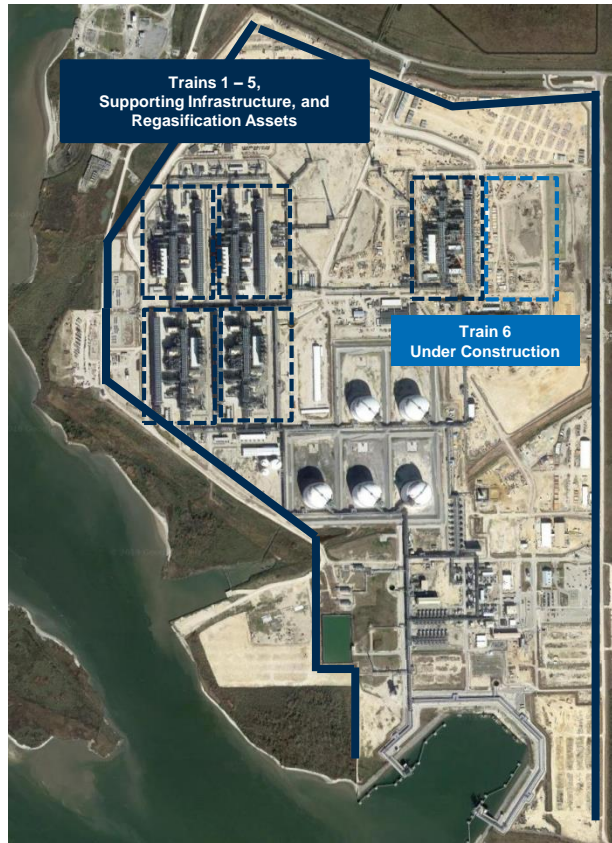 Trains 1 – 5,
Supporting Infrastructure, and
Regasification Assets
Train 6
Under Construction